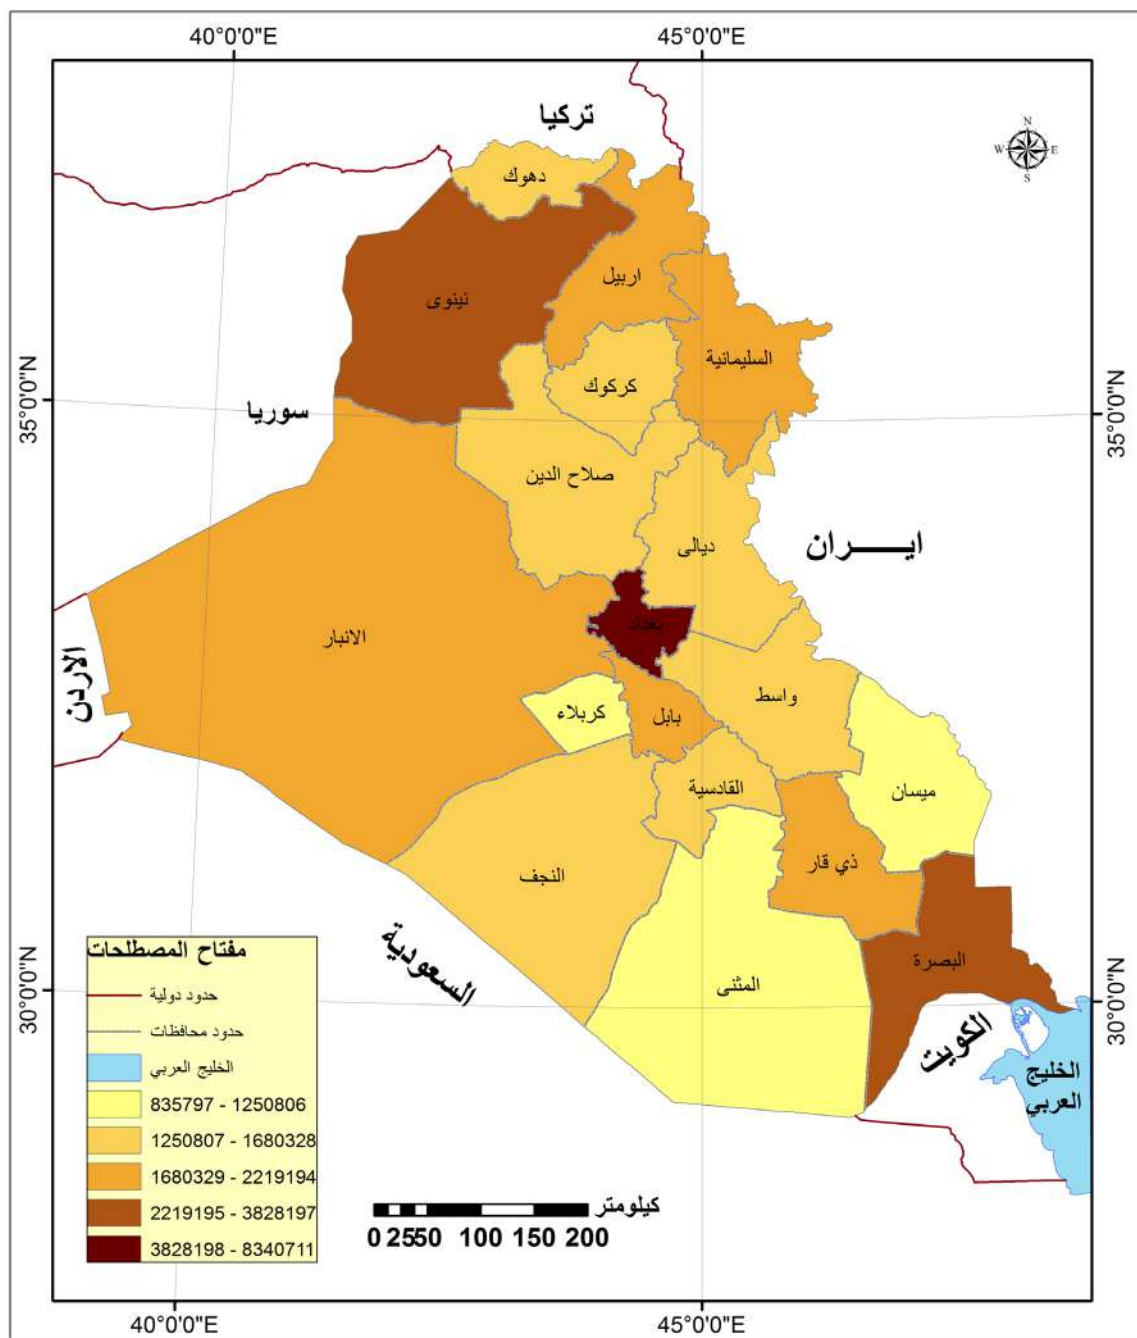 40°0'0"E
45°0'0"E
تركيا
N
W
E
S
دهوك
اربيل
نينوى
السليمانية
كركوك
35°0'0"N
35°0'0"N
سوريا
صلاح الدين
ايـــــران
ديالى
بغداد
الانبار
الاردن
واسط
كربلاء
بابل
القادسية
ميسان
ذي قار
النجف
السعودية
المثنى
البصرة
30°0'0"N
30°0'0"N
الكويت
الخليج
العربي
مفتاح المصطلحات
حدود دولية
حدود محافظات
الخليج العربي
835797 - 1250806
1250807 - 1680328
1680329 - 2219194
2219195 - 3828197
3828198 - 8340711
كيلومتر
0 25 50 100 150 200
40°0'0"E
45°0'0"E